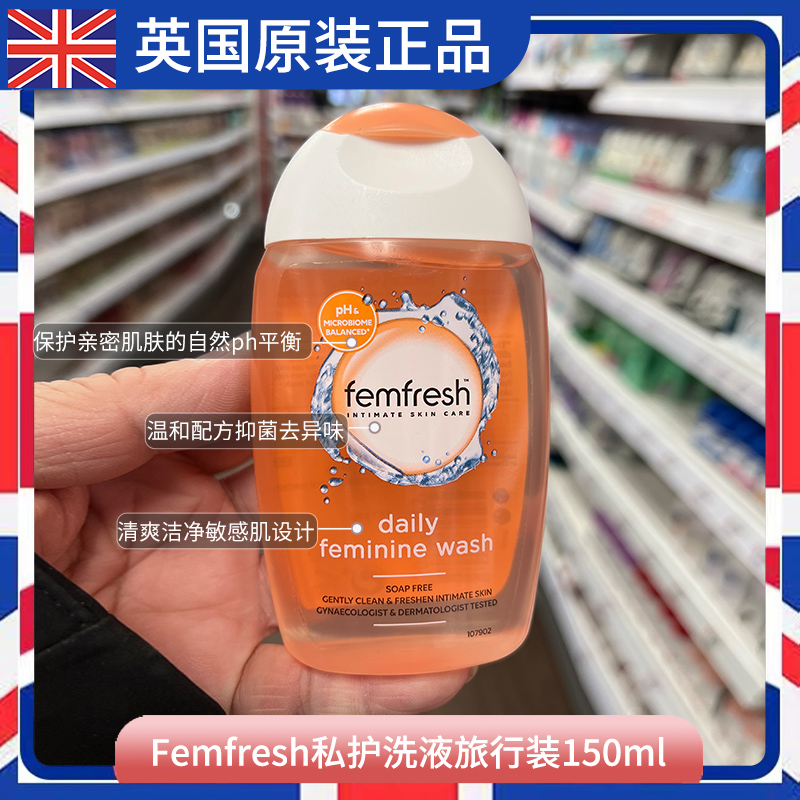 英国原装正品
pH &
MICROBIOME
BALANCED*
保护亲密肌肤的自然ph平衡
femfresh™
INTIMATE SKIN CARE
温和配方抑菌去异味
清爽洁净敏感肌设计
daily
feminine wash
SOAP FREE
GENTLY CLEAN & FRESHEN INTIMATE SKIN
GYNAECOLOGIST & DERMATOLOGIST TESTED
107902
Femfresh私护洗液旅行装150ml